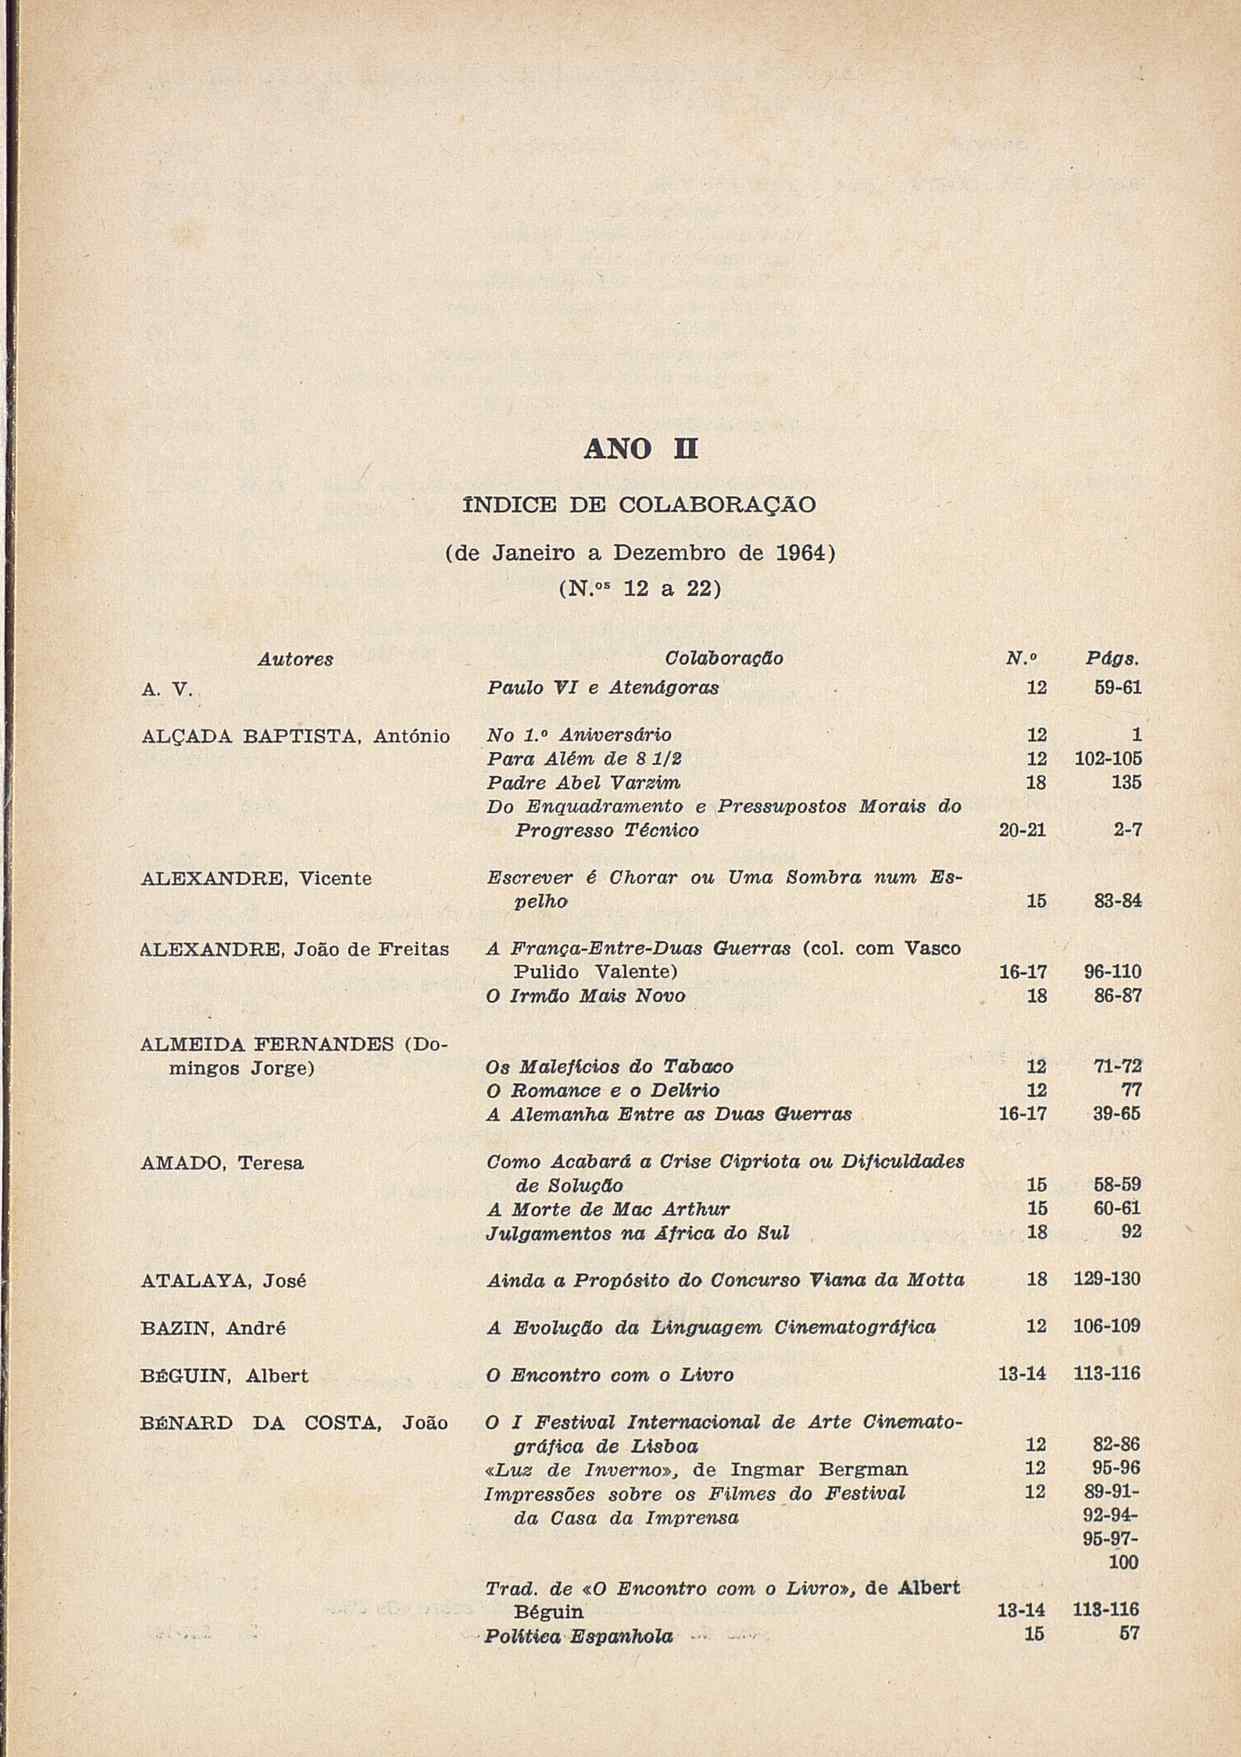 ANO II
ÍNDICE DE COLABORAÇÃO
(de Janeiro a Dezembro de 1964)
(N.ºˢ 12 a 22)
Autores Colaboração N.º Págs.
A. V. Paulo VI e Atenágoras 12 59-61
ALÇADA BAPTISTA, António No 1.º Aniversário 12 1
Para Além de 8 1/2 12 102-105
Padre Abel Varzim 18 135
Do Enquadramento e Pressupostos Morais do
Progresso Técnico 20-21 2-7
ALEXANDRE, Vicente Escrever é Chorar ou Uma Sombra num Es-
pelho 15 83-84
ALEXANDRE, João de Freitas A França-Entre-Duas Guerras (col. com Vasco
Pulido Valente) 16-17 96-110
O Irmão Mais Novo 18 86-87
ALMEIDA FERNANDES (Do-
mingos Jorge) Os Malefícios do Tabaco 12 71-72
O Romance e o Delírio 12 77
A Alemanha Entre as Duas Guerras 16-17 39-65
AMADO, Teresa Como Acabará a Crise Cipriota ou Dificuldades
de Solução 15 58-59
A Morte de Mac Arthur 15 60-61
Julgamentos na África do Sul 18 92
ATALAYA, José Ainda a Propósito do Concurso Viana da Motta 18 129-130
BAZIN, André A Evolução da Linguagem Cinematográfica 12 106-109
BÉGUIN, Albert O Encontro com o Livro 13-14 113-116
BÉNARD DA COSTA, João O I Festival Internacional de Arte Cinemato-
gráfica de Lisboa 12 82-86
«Luz de Inverno», de Ingmar Bergman 12 95-96
Impressões sobre os Filmes do Festival 12 89-91-
da Casa da Imprensa 92-94-
95-97-
100
Trad. de «O Encontro com o Livro», de Albert
Béguin 13-14 113-116
Política Espanhola 15 57